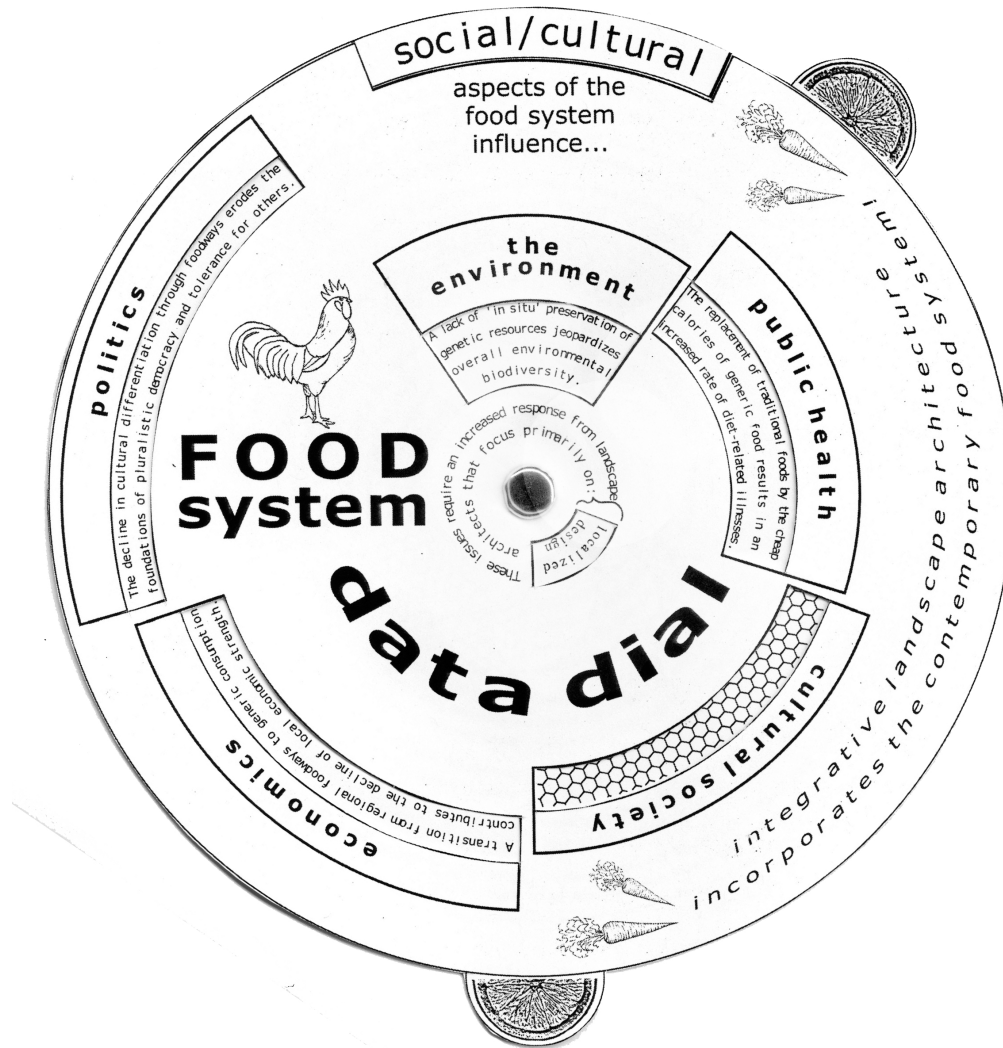 social/cultural
aspects of the
food system
influence...
politics
The decline in cultural differentiation through foodways erodes the
foundations of pluralistic democracy and tolerance for others.
the
environment
A lack of 'in situ' preservation of
genetic resources jeopardizes
overall environmental
biodiversity.
public health
The replacement of traditional foods by the cheap
calories of generic food results in an
increased rate of diet-related illnesses.
FOOD
system
data dial
These issues require an increased response from landscape
architects that focus primarily on:
localized
design
cultural society
economics
A transition from regional foodways to generic consumption
contributes to the decline of local economic strength
integrative landscape architecture
incorporates the contemporary food system!